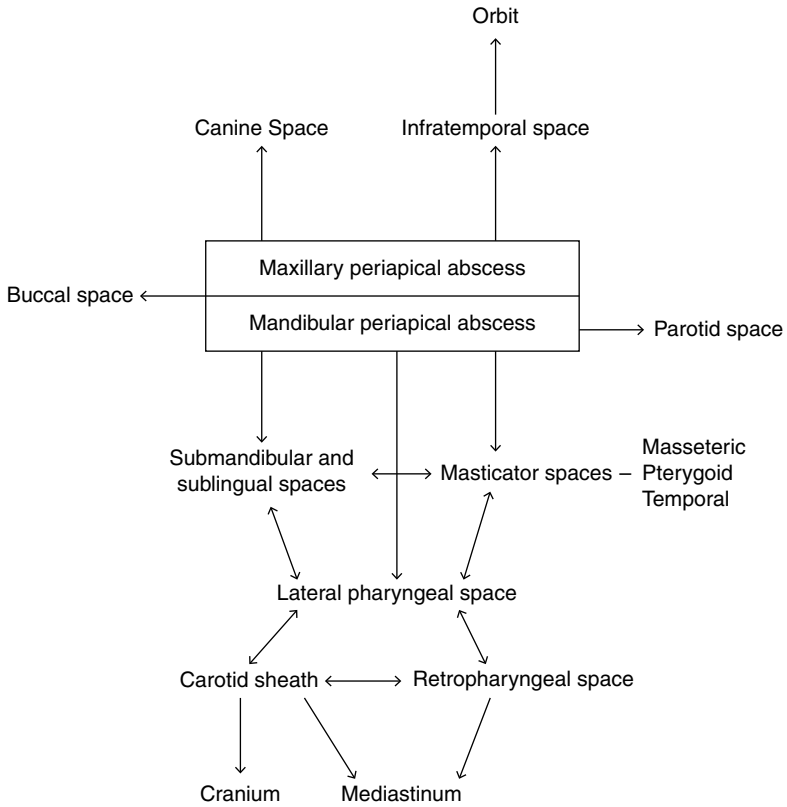 Orbit
Canine Space
Infratemporal space
Maxillary periapical abscess
Buccal space
Mandibular periapical abscess
Parotid space
Submandibular and
sublingual spaces
Masticator spaces –
Masseteric
Pterygoid
Temporal
Lateral pharyngeal space
Carotid sheath
Retropharyngeal space
Cranium
Mediastinum